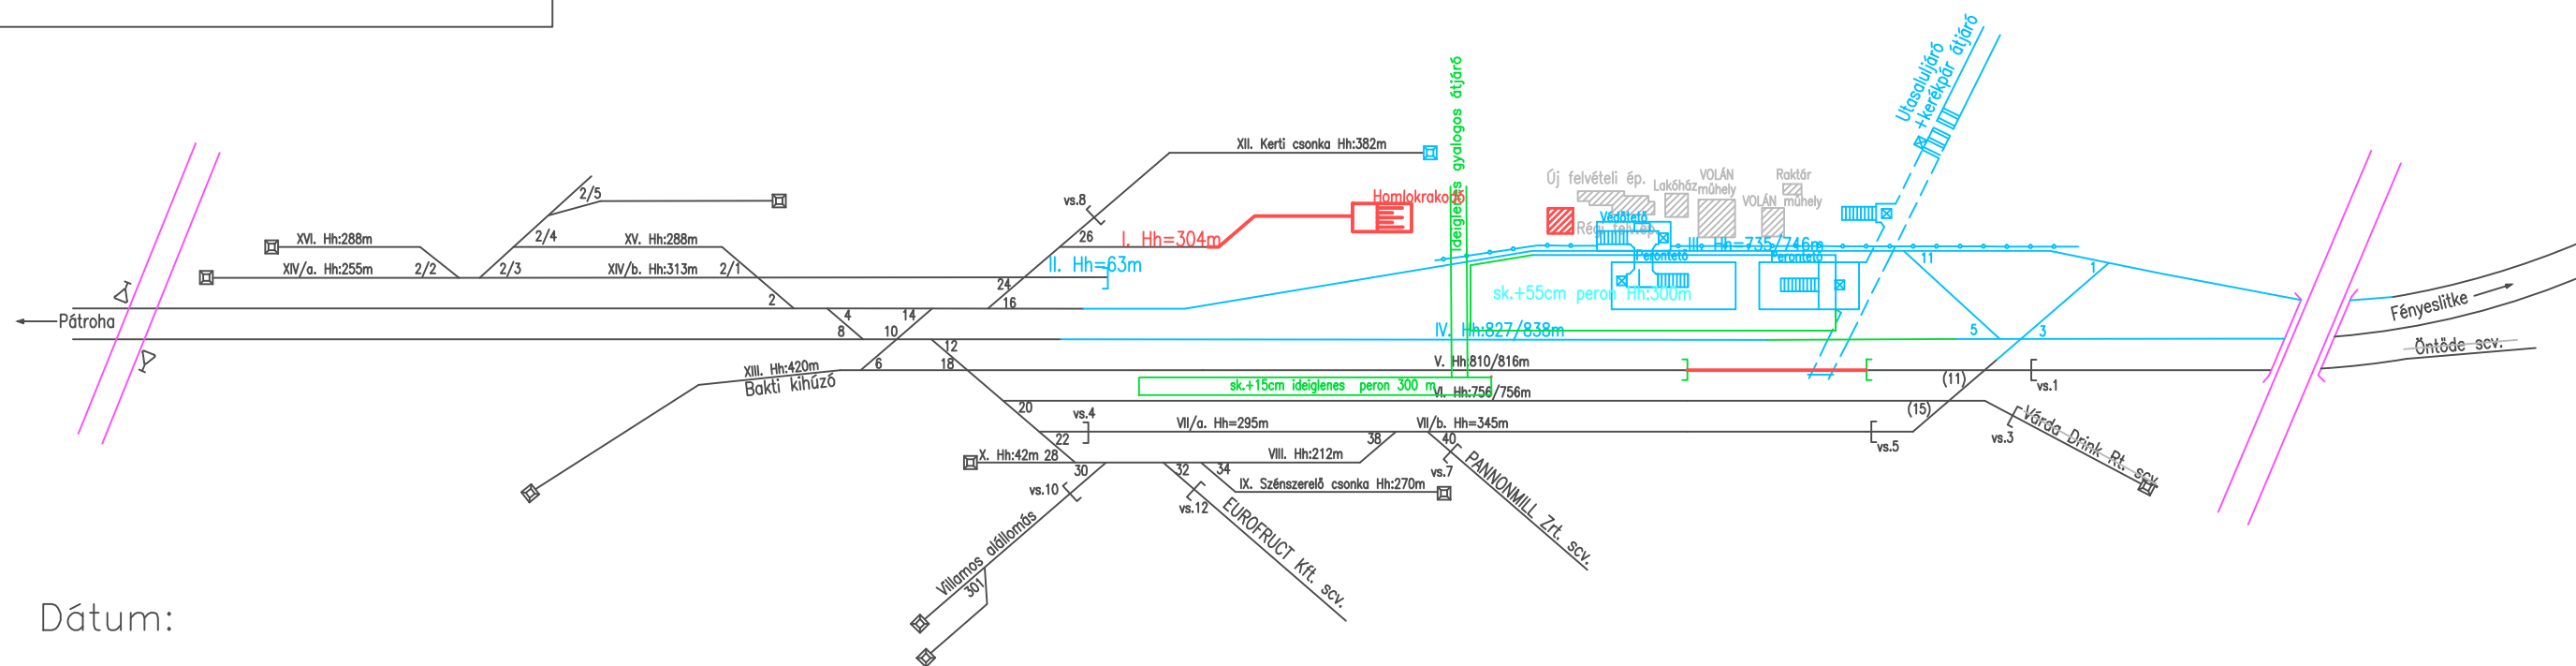 Utasaluljáró
+kerékpár átjáró
ideiglenes gyalogos átjáró
XII. Kerti csonka Hh:382m
Új felvételi ép.
Lakóház
VOLÁN
műhely
Raktár
VOLÁN műhely
Homlokrakodó
2/5
vs.8
Védőtető
Régi felv.ép.
XVI. Hh:288m
2/4
XV. Hh:288m
26
I. Hh=304m
III. Hh=735/746m
Peróntető
Peróntető
11
1
XIV/a. Hh:255m
2/2
2/3
XIV/b. Hh:313m
2/1
II. Hh=63m
24
sk.+55cm peron Hh:300m
2
16
Fényeslitke
Pátroha
4
14
8
10
IV. Hh:827/838m
5
3
12
Öntöde scv.
XIII. Hh:420m
Bakti kihúzó
6
18
V. Hh:810/816m
(11)
vs.1
sk.+15cm ideiglenes peron 300 m
VI. Hh:756/756m
20
vs.4
(15)
VII/a. Hh=295m
VII/b. Hh=345m
22
38
40
vs.5
vs.3
Várda Drink Rt. scv.
X. Hh:42m 28
30
VIII. Hh:212m
32
34
vs.7
PANNONMILL Zrt. scv.
IX. Szénszerelő csonka Hh:270m
vs.10
vs.12
EUROFRUCT Kft. scv.
Villamos alállomás
301
Dátum: